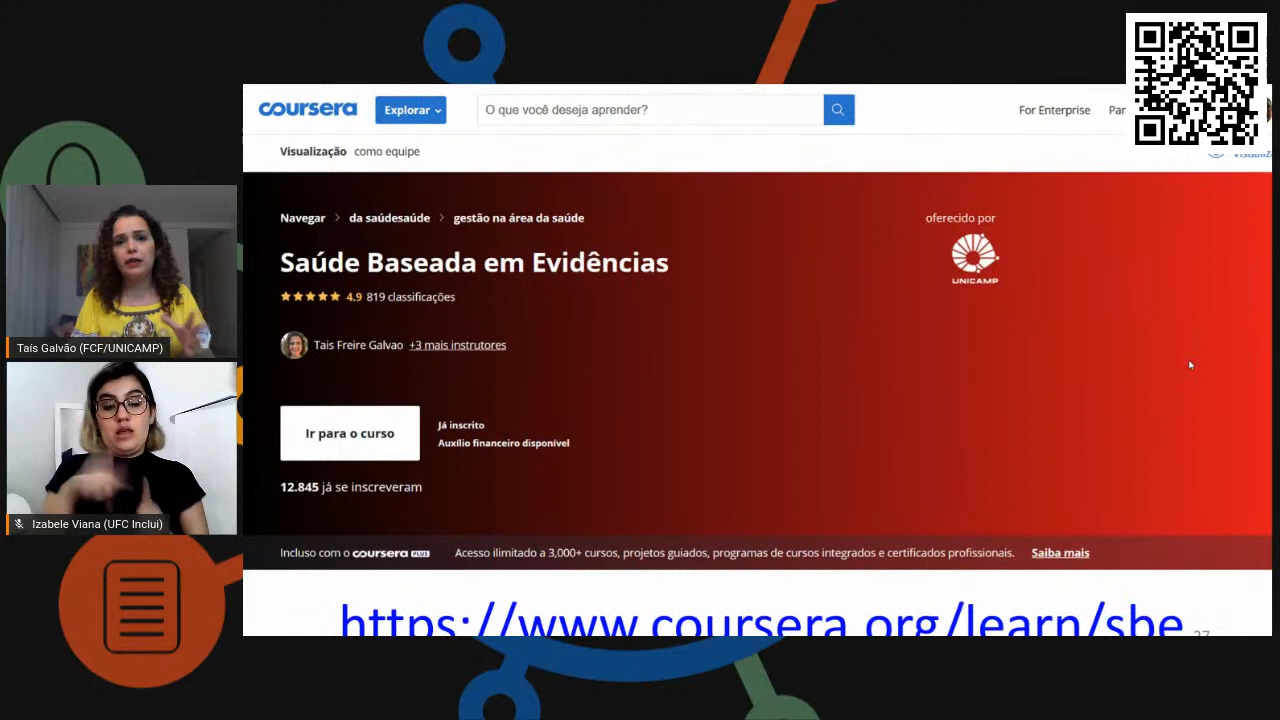 coursera
Explorar
O que você deseja aprender?
For Enterprise
Visualização como equipe
Navegar > da saúdesaúde > gestão na área da saúde
oferecido por
UNICAMP
Saúde Baseada em Evidências
4.9 819 classificações
Tais Freire Galvao +3 mais instrutores
Ir para o curso
Já inscrito
Auxílio financeiro disponível
12.845 já se inscreveram
Incluso com o coursera PLUS Acesso ilimitado a 3,000+ cursos, projetos guiados, programas de cursos integrados e certificados profissionais. Saiba mais
https://www.coursera.org/learn/sbe
Taís Galvão (FCF/UNICAMP)
Izabele Viana (UFC Inclui)